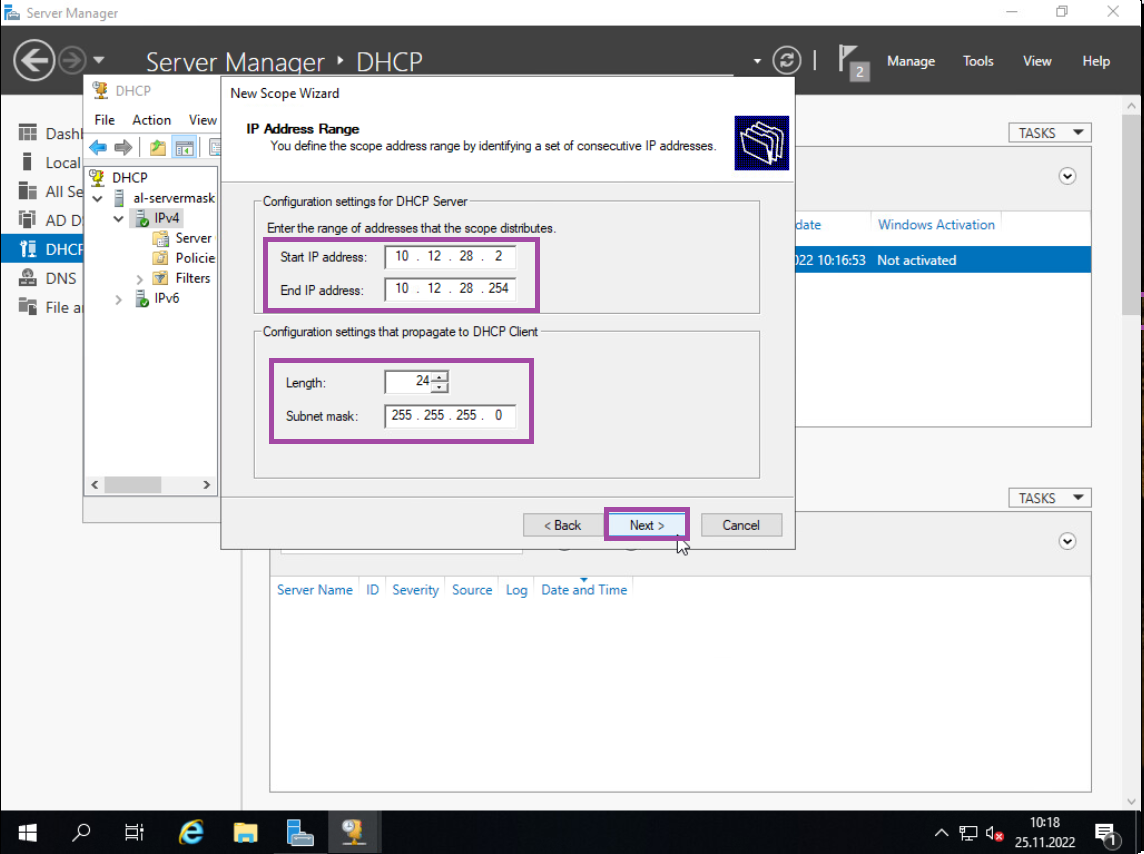 Server Manager
Server Manager ‣ DHCP
2
Manage
Tools
View
Help
DHCP
File Action View
DHCP
al-servermask
IPv4
Server
Policie
Filters
IPv6
Dashb
Local
All Se
AD D
DHCP
DNS
File a
New Scope Wizard
IP Address Range
You define the scope address range by identifying a set of consecutive IP addresses.
Configuration settings for DHCP Server
Enter the range of addresses that the scope distributes.
Start IP address: 10 . 12 . 28 . 2
End IP address: 10 . 12 . 28 . 254
Configuration settings that propagate to DHCP Client
Length: 24
Subnet mask: 255 . 255 . 255 . 0
< Back
Next >
Cancel
TASKS
date
Windows Activation
022 10:16:53
Not activated
TASKS
Server Name ID Severity Source Log Date and Time
10:18
25.11.2022
1